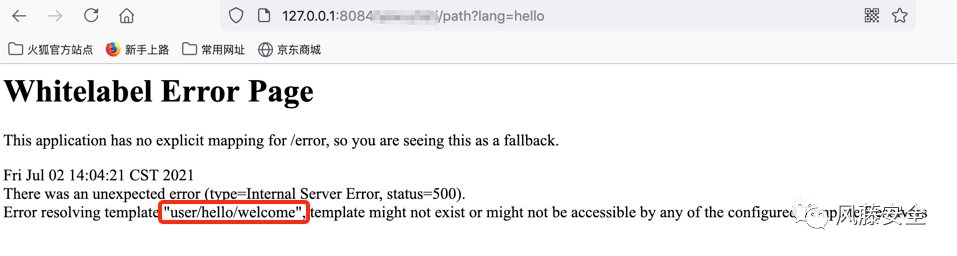 127.0.0.1:8084/path?lang=hello
火狐官方站点 新手上路 常用网址 京东商城
Whitelabel Error Page
This application has no explicit mapping for /error, so you are seeing this as a fallback.
Fri Jul 02 14:04:21 CST 2021
There was an unexpected error (type=Internal Server Error, status=500).
Error resolving template "user/hello/welcome", template might not exist or might not be accessible by any of the configured
风藤安全